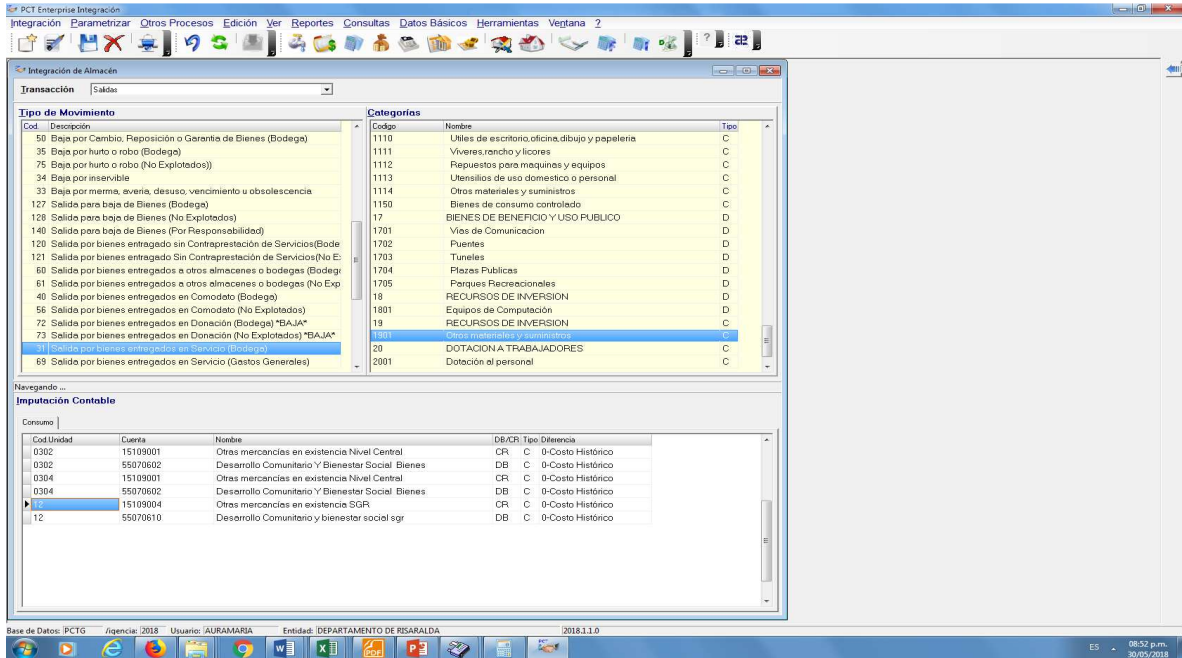 PCT Enterprise Integración
Integración Parametrizar Otros Procesos Edición Ver Reportes Consultas Datos Básicos Herramientas Ventana ?
Integración de Almacén
Transacción Salidas
Tipo de Movimiento
Cod. Descripción
50 Baja por Cambio, Reposición o Garantia de Bienes (Bodega)
35 Baja por hurto o robo (Bodega)
75 Baja por hurto o robo (No Explotados))
34 Baja por inservible
33 Baja por merma, averia, desuso, vencimiento u obsolescencia
127 Salida para baja de Bienes (Bodega)
128 Salida para baja de Bienes (No Explotados)
140 Salida para baja de Bienes (Por Responsabilidad)
120 Salida por bienes entragado sin Contraprestación de Servicios(Bode
121 Salida por bienes entregado Sin Contraprestación de Servicios(No E:
60 Salida por bienes entregados a otros almacenes o bodegas (Bodega
61 Salida por bienes entregados a otros almacenes o bodegas (No Exp
40 Salida por bienes entregados en Comodato (Bodega)
56 Salida por bienes entregados en Comodato (No Explotados)
72 Salida por bienes entregados en Donación (Bodega) *BAJA*
73 Salida por bienes entregados en Donación (No Explotados) *BAJA*
31 Salida por bienes entregados en Servicio (Bodega)
69 Salida por bienes entregados en Servicio (Gastos Generales)
Categorías
Codigo Nombre Tipo
1110 Utiles de escritorio,oficina,dibujo y papeleria C
1111 Viveres,rancho y licores C
1112 Repuestos para maquinas y equipos C
1113 Utensilios de uso domestico o personal C
1114 Otros materiales y suministros C
1150 Bienes de consumo controlado C
17 BIENES DE BENEFICIO Y USO PUBLICO D
1701 Vias de Comunicacion D
1702 Puentes D
1703 Tuneles D
1704 Plazas Publicas D
1705 Parques Recreacionales D
18 RECURSOS DE INVERSION D
1801 Equipos de Computación D
19 RECURSOS DE INVERSION C
1901 Otros materiales y suministros C
20 DOTACION A TRABAJADORES C
2001 Dotación al personal C
Navegando ...
Imputación Contable
Consumo
Cod.Unidad Cuenta Nombre DB/CR Tipo Diferencia
0302 15109001 Otras mercancías en existencia Nivel Central CR C 0-Costo Histórico
0302 55070602 Desarrollo Comunitario Y Bienestar Social Bienes DB C 0-Costo Histórico
0304 15109001 Otras mercancías en existencia Nivel Central CR C 0-Costo Histórico
0304 55070602 Desarrollo Comunitario Y Bienestar Social Bienes DB C 0-Costo Histórico
12 15109004 Otras mercancías en existencia SGR CR C 0-Costo Histórico
12 55070610 Desarrollo Comunitario y bienestar social sgr DB C 0-Costo Histórico
Base de Datos: PCTG /igencia: 2018 Usuario: AURAMARIA Entidad: DEPARTAMENTO DE RISARALDA 2018.1.1.0
ES 08:52 p.m.
30/05/2018